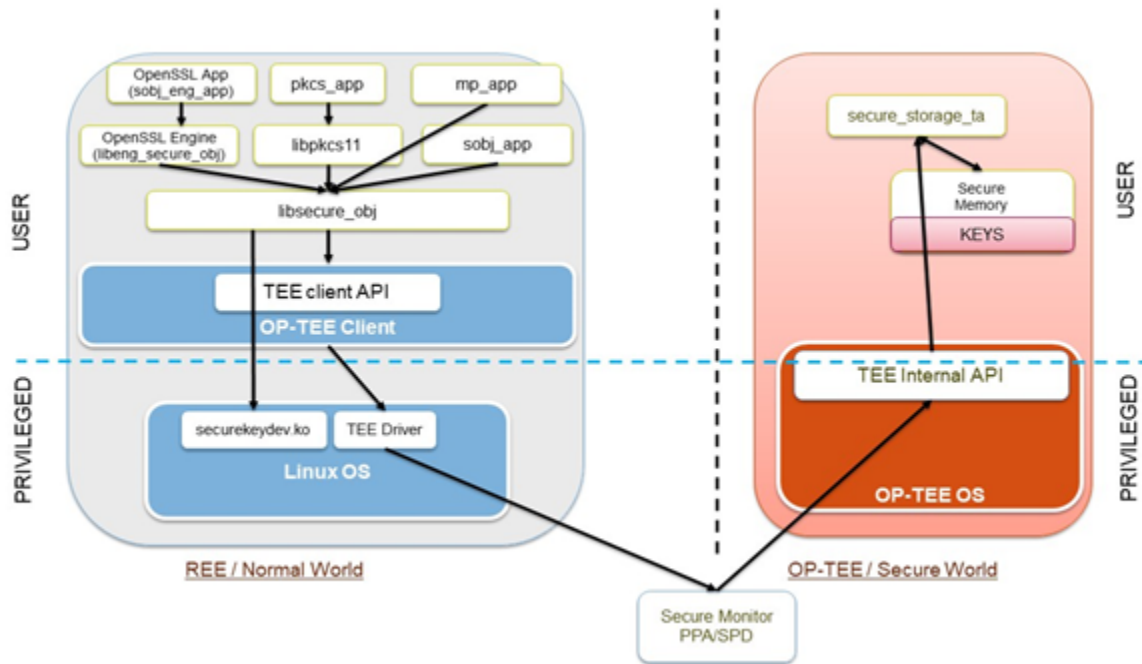 OpenSSL App
(sobj_eng_app)
pkcs_app
mp_app
OpenSSL Engine
(libeng_secure_obj)
libpkcs11
sobj_app
libsecure_obj
TEE client API
OP-TEE Client
USER
PRIVILEGED
securekeydev.ko
TEE Driver
Linux OS
REE / Normal World
secure_storage_ta
Secure
Memory
KEYS
USER
TEE Internal API
OP-TEE OS
PRIVILEGED
OP-TEE / Secure World
Secure Monitor
PPA/SPD